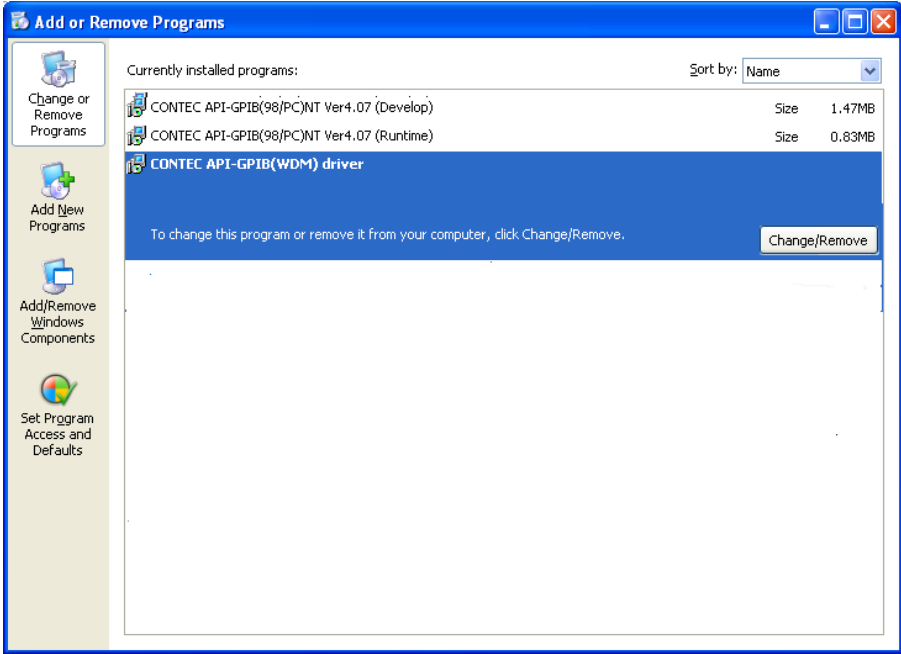 Add or Remove Programs
Change or
Remove
Programs
Add New
Programs
Add/Remove
Windows
Components
Set Program
Access and
Defaults
Currently installed programs:
Sort by: Name
CONTEC API-GPIB(98/PC)NT Ver4.07 (Develop) Size 1.47MB
CONTEC API-GPIB(98/PC)NT Ver4.07 (Runtime) Size 0.83MB
CONTEC API-GPIB(WDM) driver
To change this program or remove it from your computer, click Change/Remove. Change/Remove